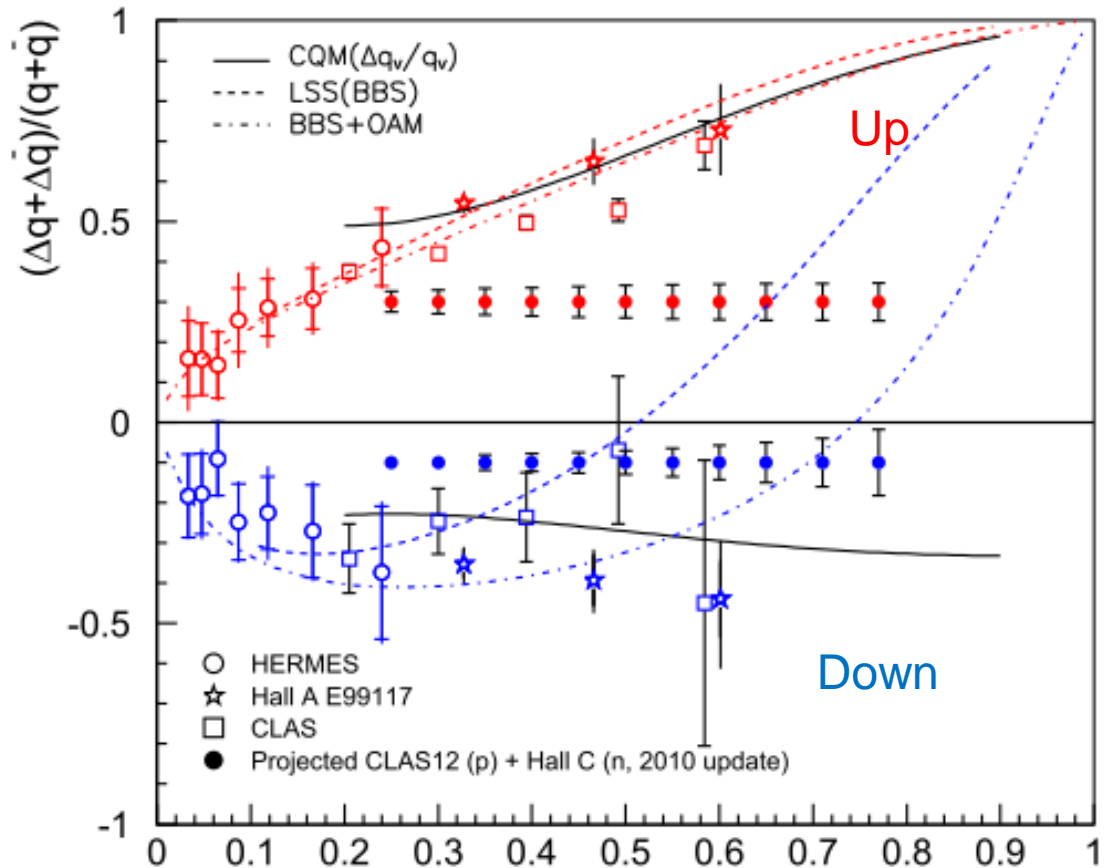 (Δq+Δq̄)/(q+q̄)
1
0.5
0
-0.5
-1
CQM(Δqᵥ/qᵥ)
LSS(BBS)
BBS+OAM
Up
Down
HERMES
Hall A E99117
CLAS
Projected CLAS12 (p) + Hall C (n, 2010 update)
0 0.1 0.2 0.3 0.4 0.5 0.6 0.7 0.8 0.9 1